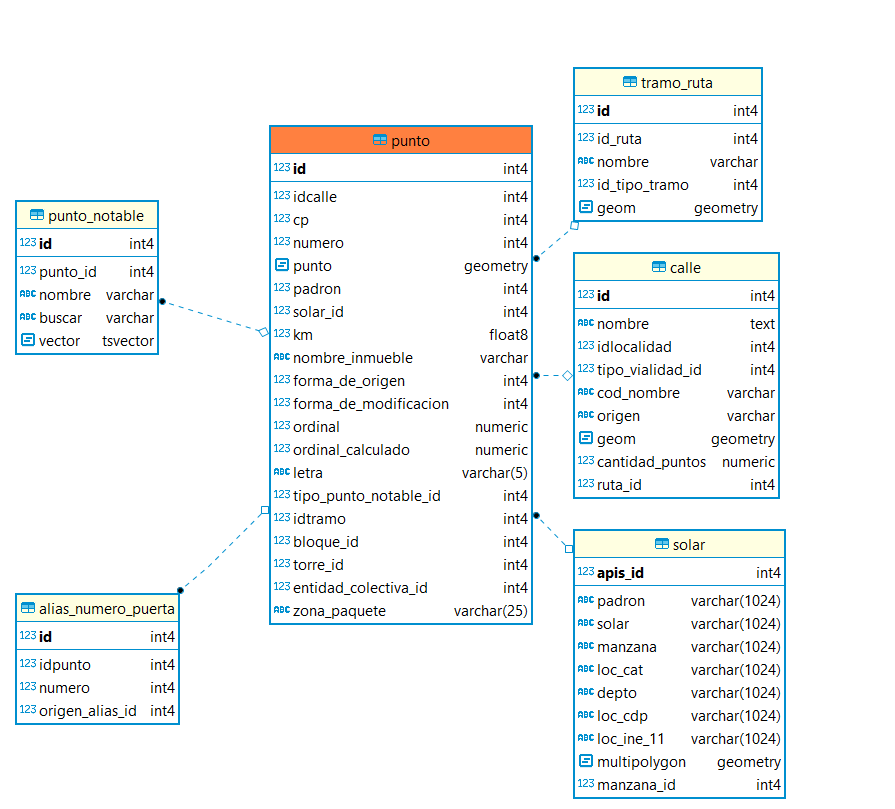 punto_notable
123 id int4
123 punto_id int4
ABC nombre varchar
ABC buscar varchar
vector tsvector
alias_numero_puerta
123 id int4
123 idpunto int4
123 numero int4
123 origen_alias_id int4
punto
123 id int4
123 idcalle int4
123 cp int4
123 numero int4
punto geometry
123 padron int4
123 solar_id int4
123 km float8
ABC nombre_inmueble varchar
123 forma_de_origen int4
123 forma_de_modificacion int4
123 ordinal numeric
123 ordinal_calculado numeric
ABC letra varchar(5)
123 tipo_punto_notable_id int4
123 idtramo int4
123 bloque_id int4
123 torre_id int4
123 entidad_colectiva_id int4
ABC zona_paquete varchar(25)
tramo_ruta
123 id int4
123 id_ruta int4
ABC nombre varchar
123 id_tipo_tramo int4
geom geometry
calle
123 id int4
ABC nombre text
123 idlocalidad int4
123 tipo_vialidad_id int4
ABC cod_nombre varchar
ABC origen varchar
geom geometry
123 cantidad_puntos numeric
123 ruta_id int4
solar
123 apis_id int4
ABC padron varchar(1024)
ABC solar varchar(1024)
ABC manzana varchar(1024)
ABC loc_cat varchar(1024)
ABC depto varchar(1024)
ABC loc_cdp varchar(1024)
ABC loc_ine_11 varchar(1024)
multipolygon geometry
123 manzana_id int4